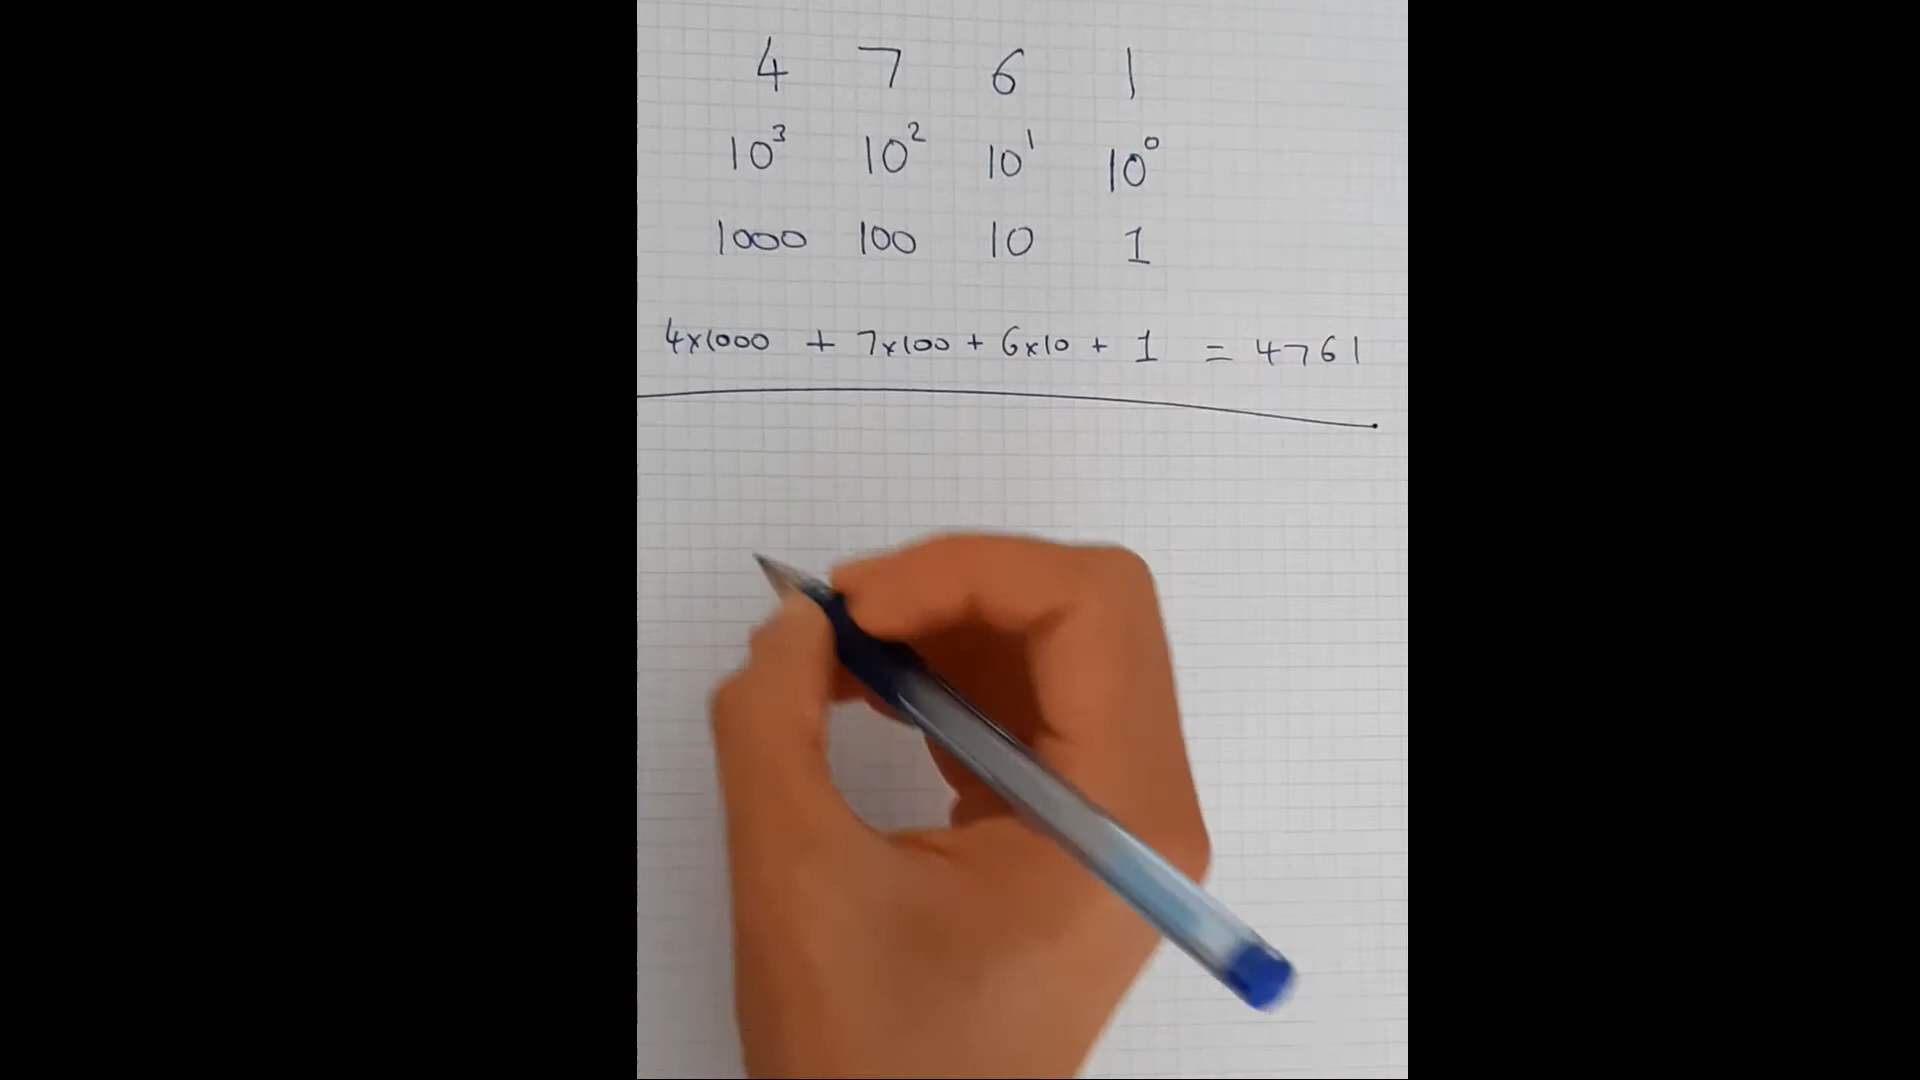 4 7 6 1
10³ 10² 10¹ 10⁰
1000 100 10 1
4x1000 + 7x100 + 6x10 + 1 = 4761